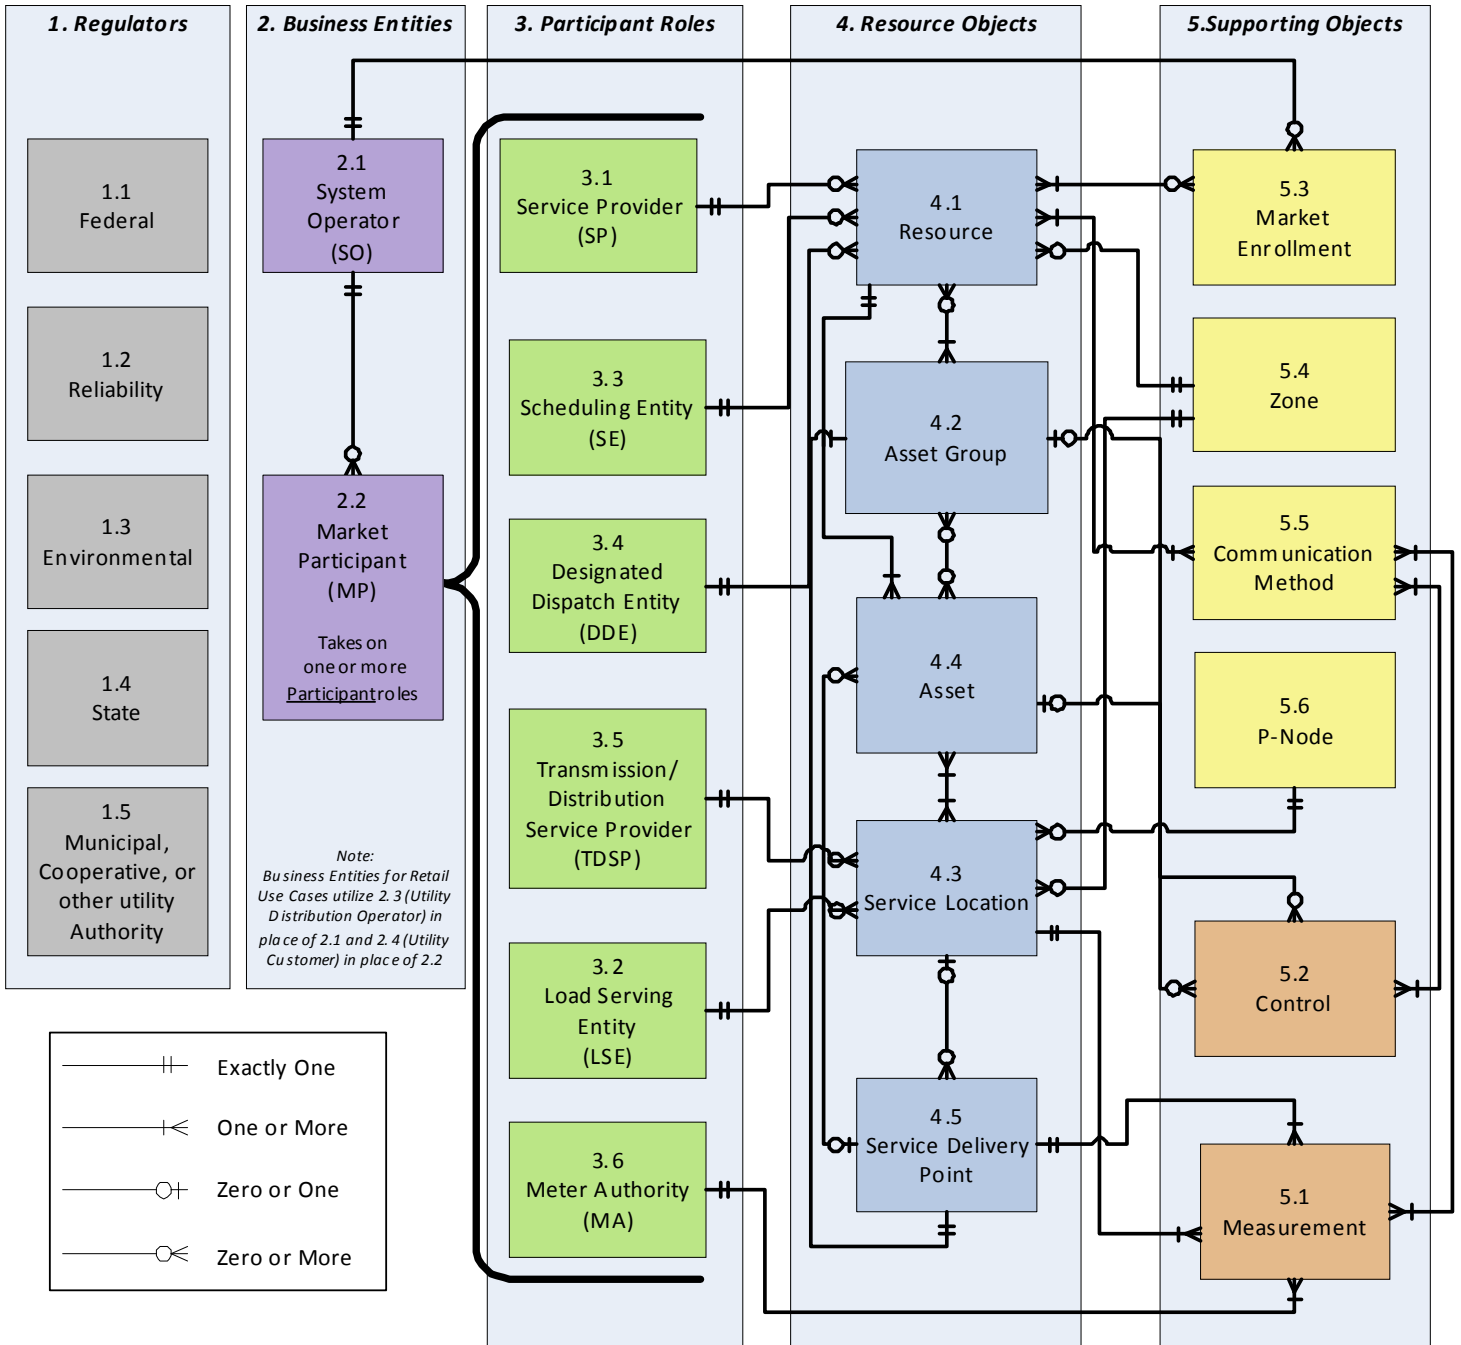 1. Regulators
1.1
Federal
1.2
Reliability
1.3
Environmental
1.4
State
1.5
Municipal,
Cooperative, or
other utility
Authority
2. Business Entities
2.1
System
Operator
(SO)
2.2
Market
Participant
(MP)
Takes on
one or more
Participant roles
Note:
Business Entities for Retail
Use Cases utilize 2.3 (Utility
Distribution Operator) in
place of 2.1 and 2.4 (Utility
Customer) in place of 2.2
3. Participant Roles
3.1
Service Provider
(SP)
3.3
Scheduling Entity
(SE)
3.4
Designated
Dispatch Entity
(DDE)
3.5
Transmission/
Distribution
Service Provider
(TDSP)
3.2
Load Serving
Entity
(LSE)
3.6
Meter Authority
(MA)
4. Resource Objects
4.1
Resource
4.2
Asset Group
4.4
Asset
4.3
Service Location
4.5
Service Delivery
Point
5.Supporting Objects
5.3
Market
Enrollment
5.4
Zone
5.5
Communication
Method
5.6
P-Node
5.2
Control
5.1
Measurement
Exactly One
One or More
Zero or One
Zero or More